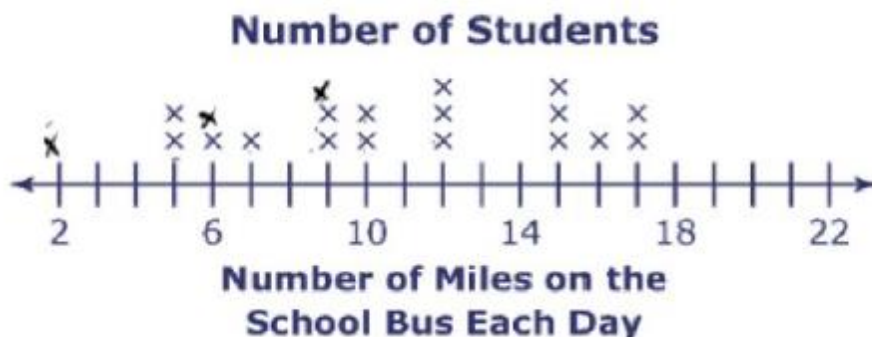 Number of Students
2 6 10 14 18 22
Number of Miles on the
School Bus Each Day